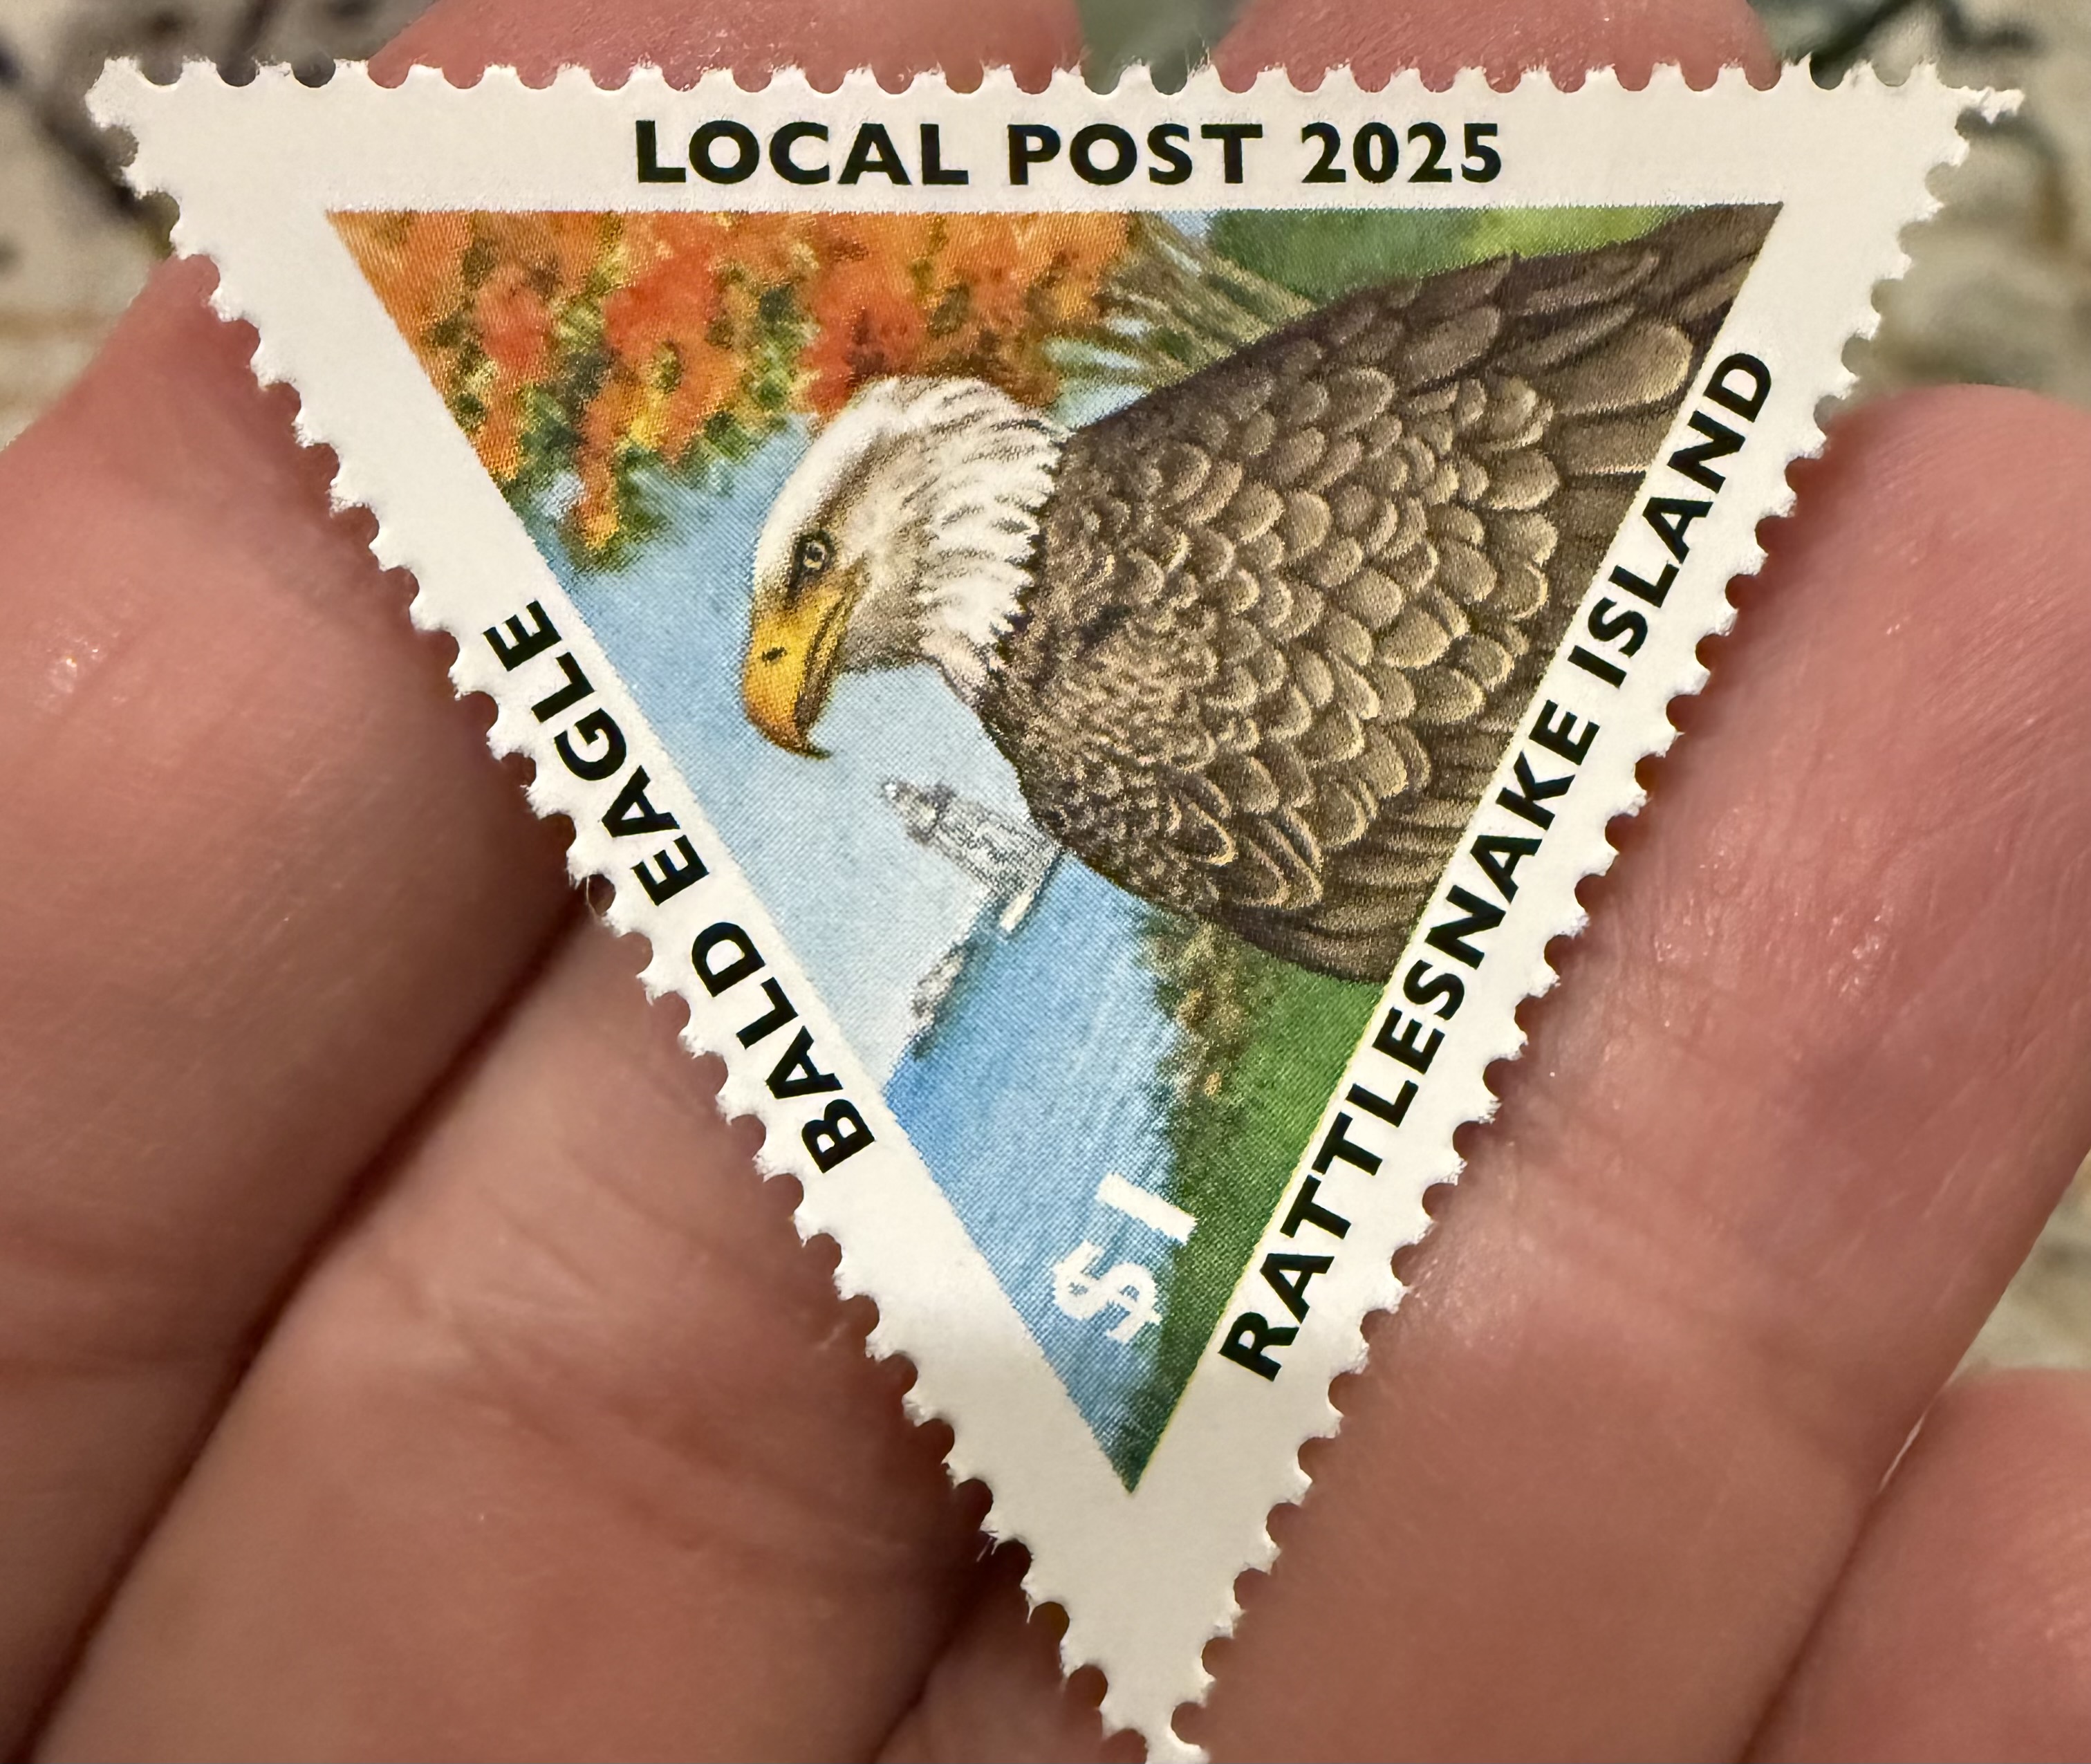 LOCAL POST 2025
BALD EAGLE
RATTLESNAKE ISLAND
$1